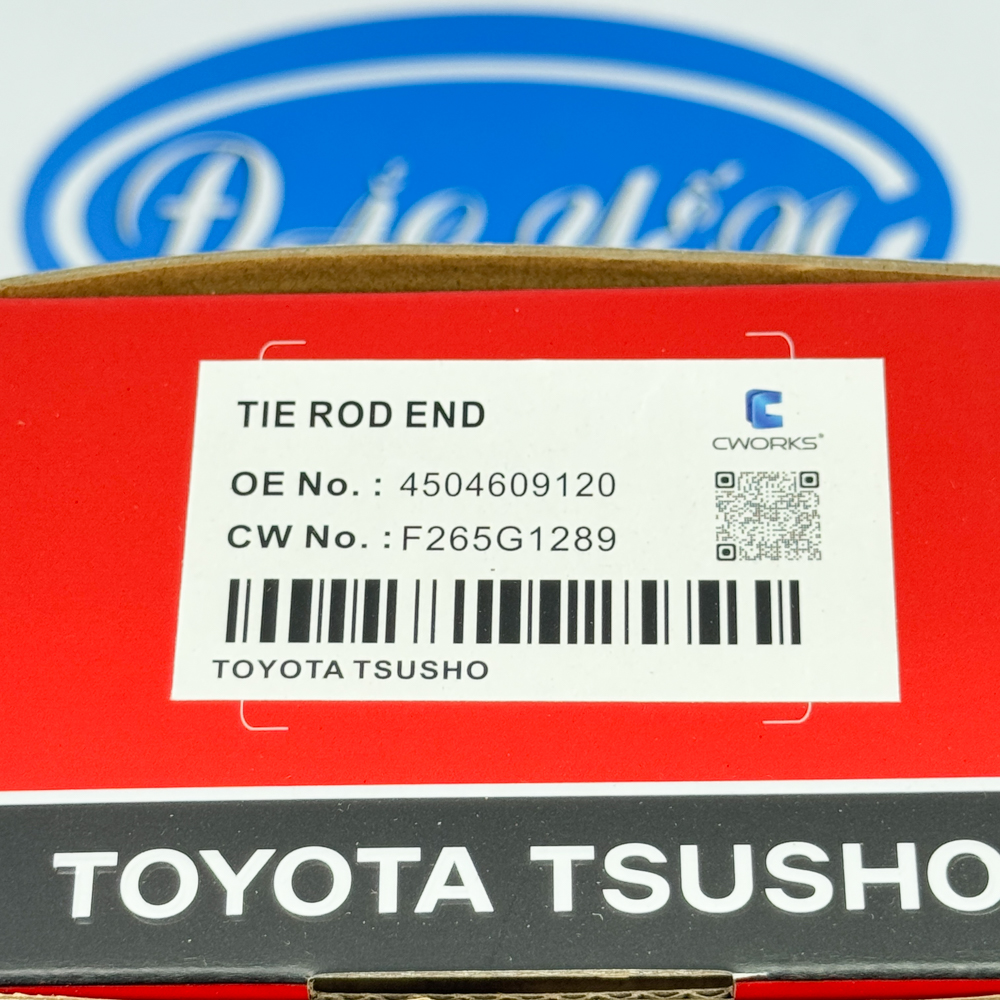 TIE ROD END
CWORKS®
OE No. : 4504609120
CW No. : F265G1289
TOYOTA TSUSHO
TOYOTA TSUSHO